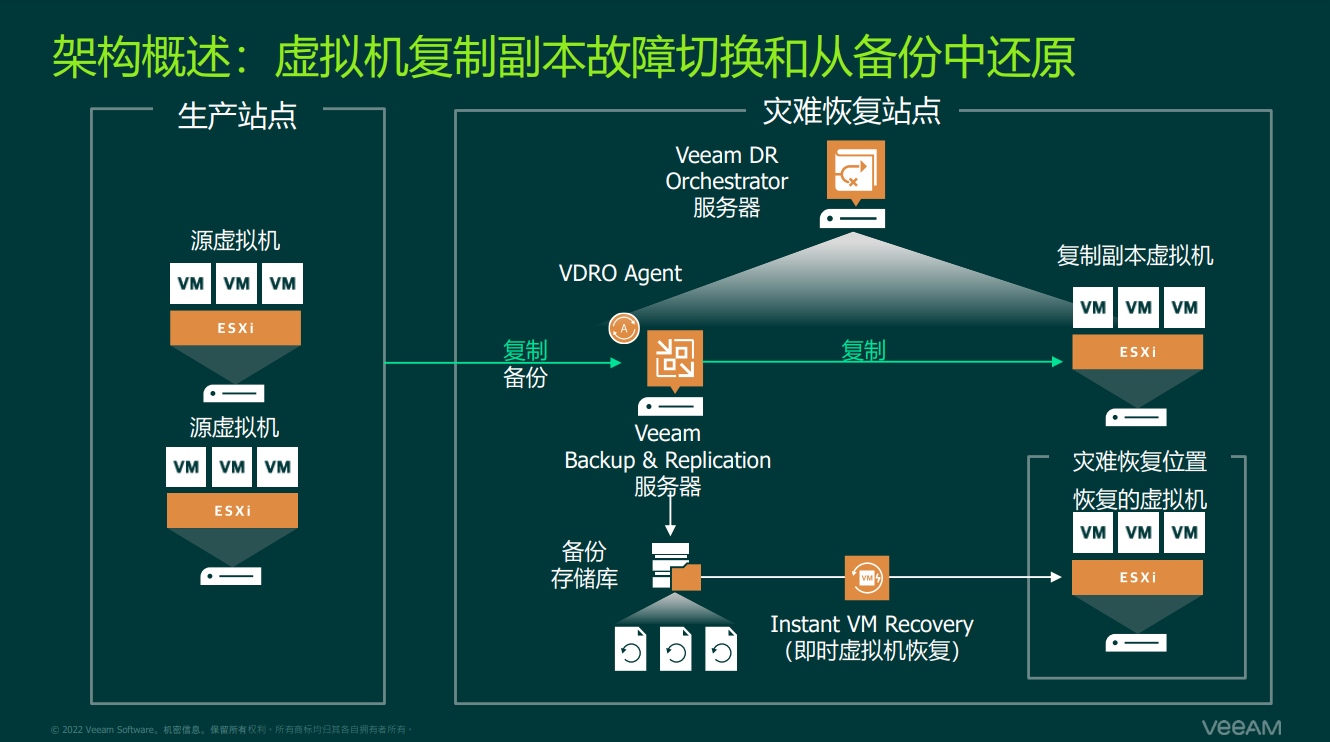 架构概述：虚拟机复制副本故障切换和从备份中还原
生产站点
源虚拟机
VM VM VM
ESXi
源虚拟机
VM VM VM
ESXi
复制
备份
灾难恢复站点
Veeam DR
Orchestrator
服务器
VDRO Agent
A
Veeam
Backup & Replication
服务器
复制
复制副本虚拟机
VM VM VM
ESXi
备份
存储库
VM
Instant VM Recovery
（即时虚拟机恢复）
灾难恢复位置
恢复的虚拟机
VM VM VM
ESXi
© 2022 Veeam Software。机密信息。保留所有权利。所有商标均归其各自拥有者所有。
veeAM